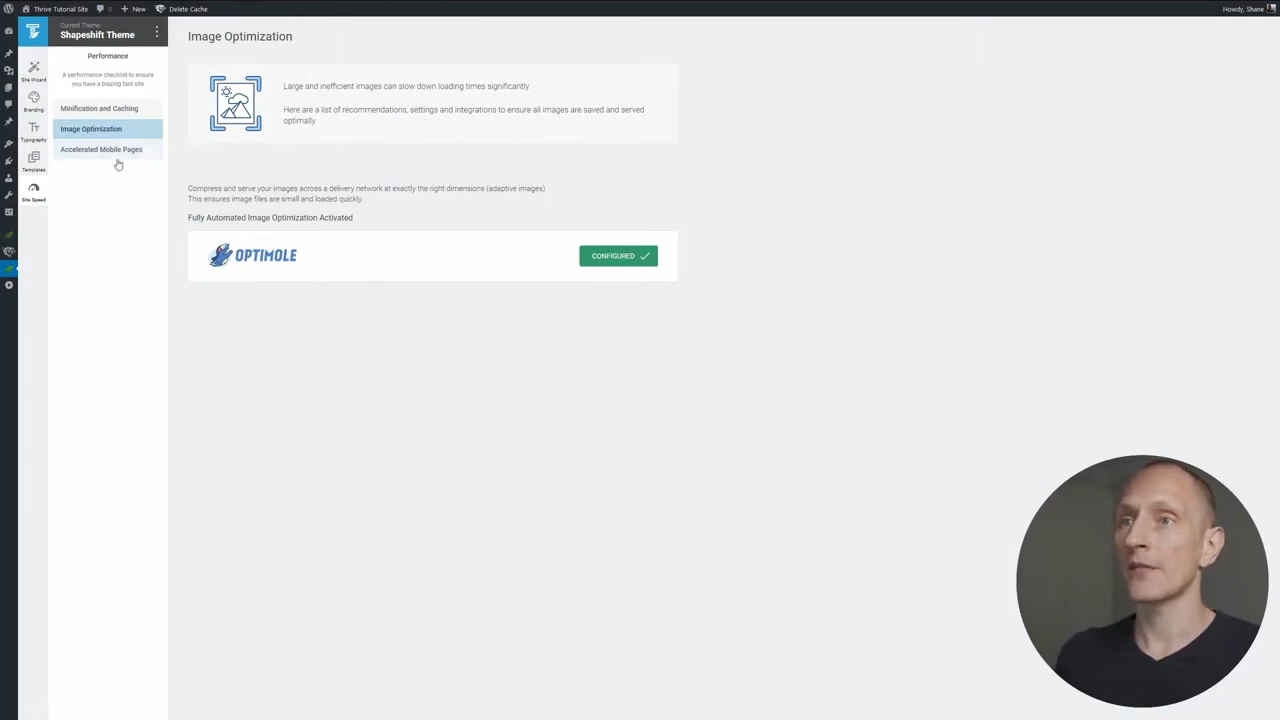 Thrive Tutorial Site
0
New
Delete Cache
Howdy, Shane
Current Theme:
Shapeshift Theme
Performance
A performance checklist to ensure
you have a blazing fast site
Site Wizard
Branding
Typography
Templates
Site Speed
Minification and Caching
Image Optimization
Accelerated Mobile Pages
Image Optimization
Large and inefficient images can slow down loading times significantly.
Here are a list of recommendations, settings and integrations to ensure all images are saved and served
optimally
Compress and serve your images across a delivery network at exactly the right dimensions (adaptive images).
This ensures image files are small and loaded quickly.
Fully Automated Image Optimization Activated
OPTIMOLE
CONFIGURED